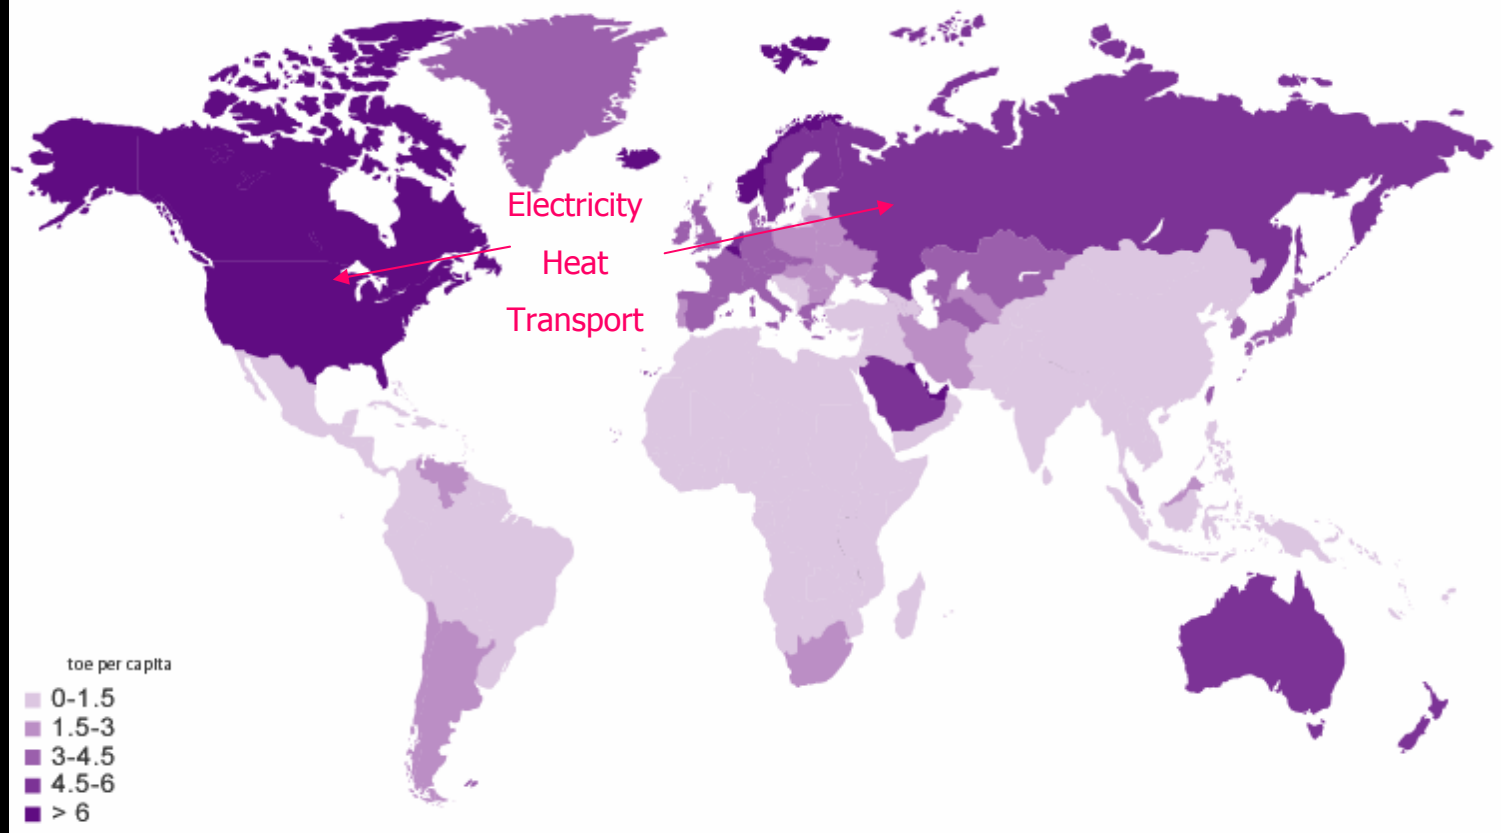 Electricity
Heat
Transport
toe per capita
0-1.5
1.5-3
3-4.5
4.5-6
> 6